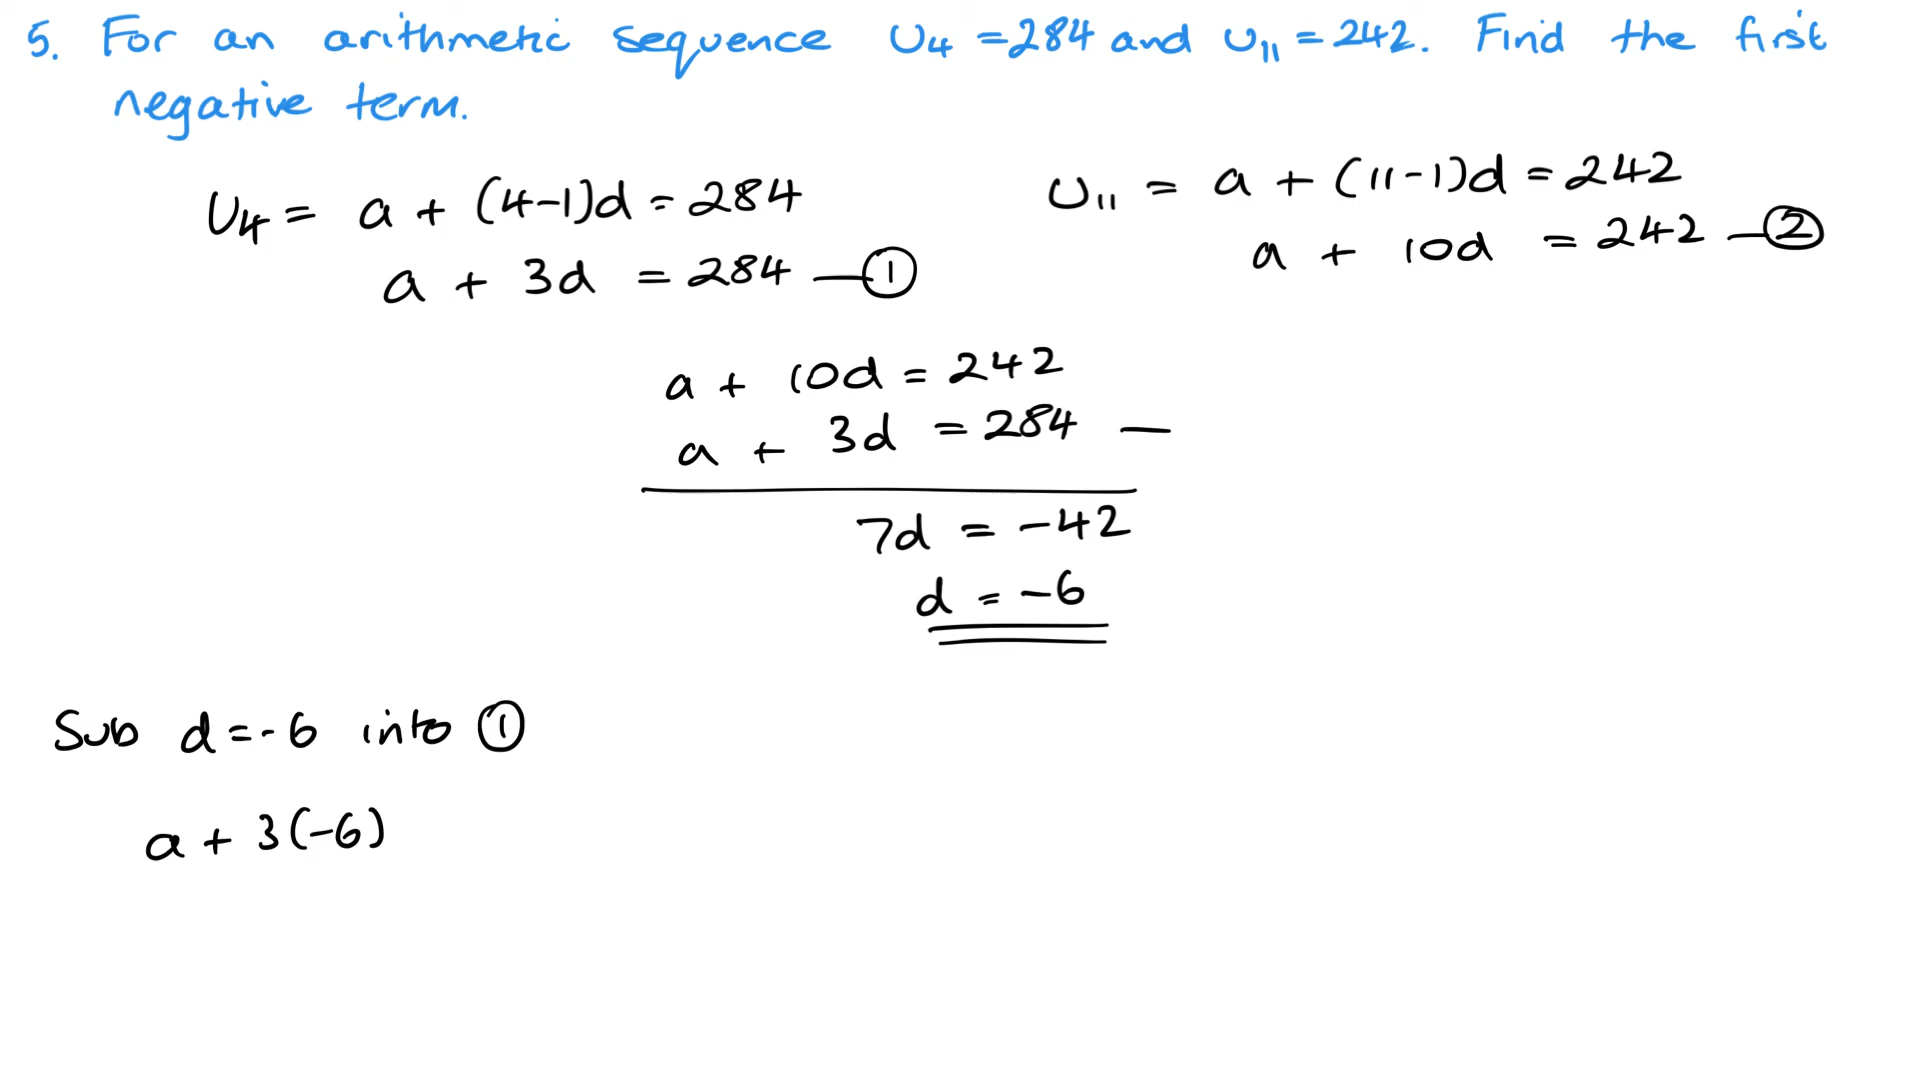 5. For an arithmetic sequence U₄ = 284 and U₁₁ = 242. Find the first
negative term.
U₄ = a + (4-1)d = 284
a + 3d = 284 —①
U₁₁ = a + (11-1)d = 242
a + 10d = 242 —②
a + 10d = 242
a + 3d = 284 —
7d = -42
d = -6
Sub d = -6 into ①
a + 3(-6)